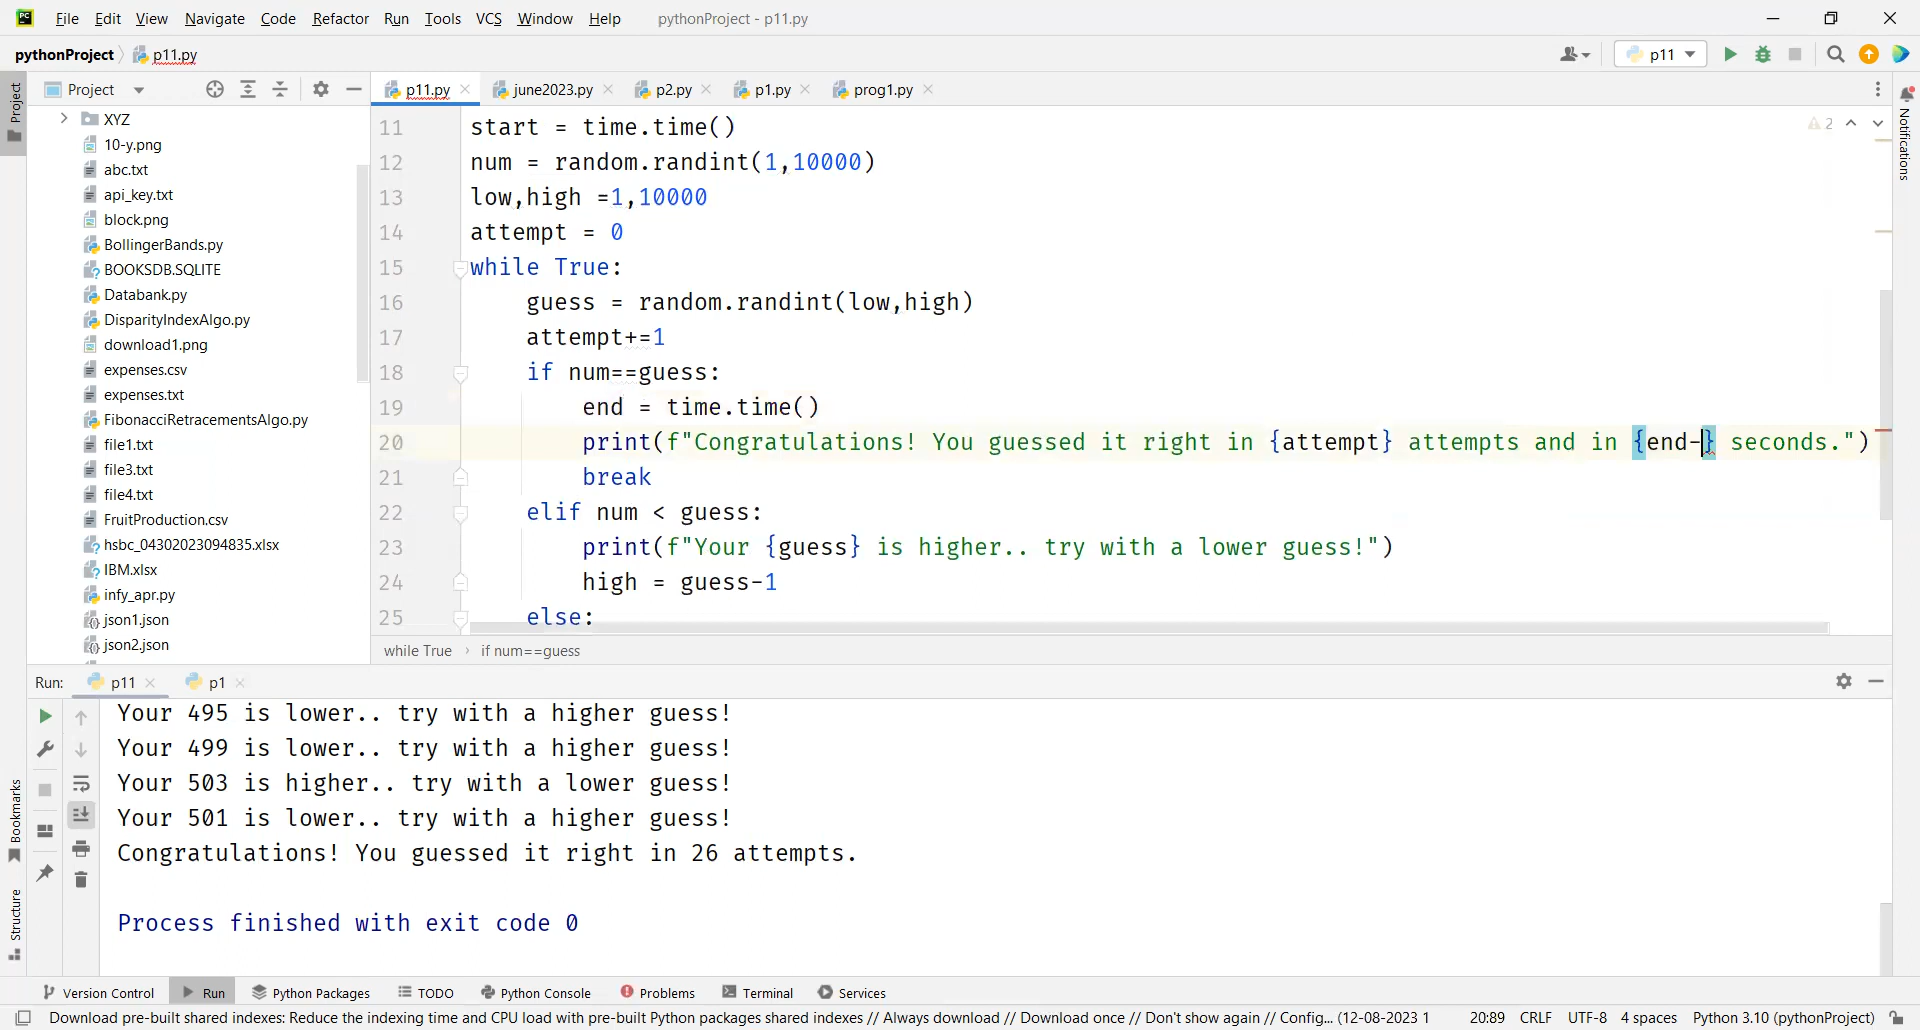 PC File Edit View Navigate Code Refactor Run Tools VCS Window Help pythonProject - p11.py
pythonProject p11.py p11
Project p11.py june2023.py p2.py p1.py prog1.py
Project
Notifications
Bookmarks
Structure
XYZ
10-y.png
abc.txt
api_key.txt
block.png
BollingerBands.py
BOOKSDB.SQLITE
Databank.py
DisparityIndexAlgo.py
download1.png
expenses.csv
expenses.txt
FibonacciRetracementsAlgo.py
file1.txt
file3.txt
file4.txt
FruitProduction.csv
hsbc_04302023094835.xlsx
IBM.xlsx
infy_apr.py
json1.json
json2.json
2
11 start = time.time()
12 num = random.randint(1,10000)
13 low,high =1,10000
14 attempt = 0
15 while True:
16 guess = random.randint(low,high)
17 attempt+=1
18 if num==guess:
19 end = time.time()
20 print(f"Congratulations! You guessed it right in {attempt} attempts and in {end-} seconds.")
21 break
22 elif num < guess:
23 print(f"Your {guess} is higher.. try with a lower guess!")
24 high = guess-1
25 else:
while True › if num==guess
Run: p11 p1
Your 495 is lower.. try with a higher guess!
Your 499 is lower.. try with a higher guess!
Your 503 is higher.. try with a lower guess!
Your 501 is lower.. try with a higher guess!
Congratulations! You guessed it right in 26 attempts.
Process finished with exit code 0
Version Control Run Python Packages TODO Python Console Problems Terminal Services
Download pre-built shared indexes: Reduce the indexing time and CPU load with pre-built Python packages shared indexes // Always download // Download once // Don't show again // Config... (12-08-2023 1 20:89 CRLF UTF-8 4 spaces Python 3.10 (pythonProject)